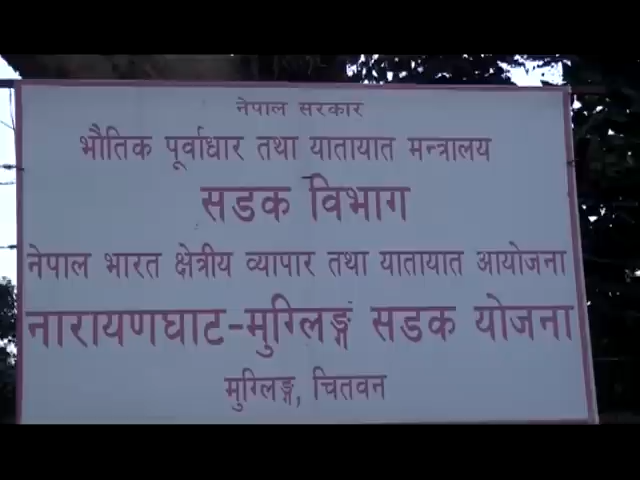 नेपाल सरकार
भौतिक पूर्वाधार तथा यातायात मन्त्रालय
सडक विभाग
नेपाल भारत क्षेत्रीय व्यापार तथा यातायात आयोजना
नारायणघाट-मुग्लिङ्ग सडक योजना
मुग्लिङ्ग, चितवन